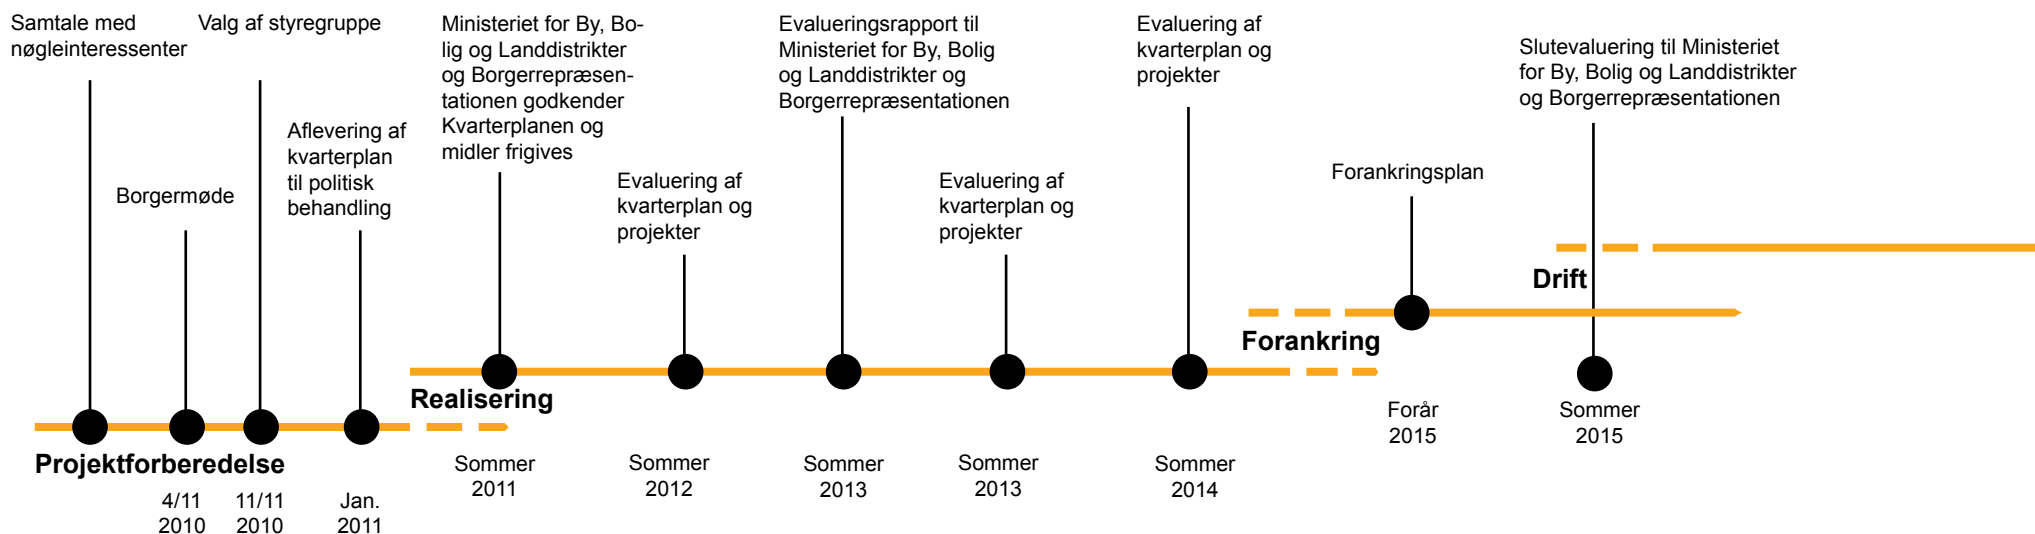 Samtale med
nøgleinteressenter
Valg af styregruppe
Ministeriet for By, Bo-
lig og Landdistrikter
og Borgerrepræsen-
tationen godkender
Kvarterplanen og
midler frigives
Evalueringsrapport til
Ministeriet for By, Bolig
og Landdistrikter og
Borgerrepræsentationen
Evaluering af
kvarterplan og
projekter
Slutevaluering til Ministeriet
for By, Bolig og Landdistrikter
og Borgerrepræsentationen
Borgermøde
Aflevering af
kvarterplan
til politisk
behandling
Evaluering af
kvarterplan og
projekter
Evaluering af
kvarterplan og
projekter
Forankringsplan
Drift
Forankring
Realisering
Projektforberedelse
4/11
2010
11/11
2010
Jan.
2011
Sommer
2011
Sommer
2012
Sommer
2013
Sommer
2013
Sommer
2014
Forår
2015
Sommer
2015